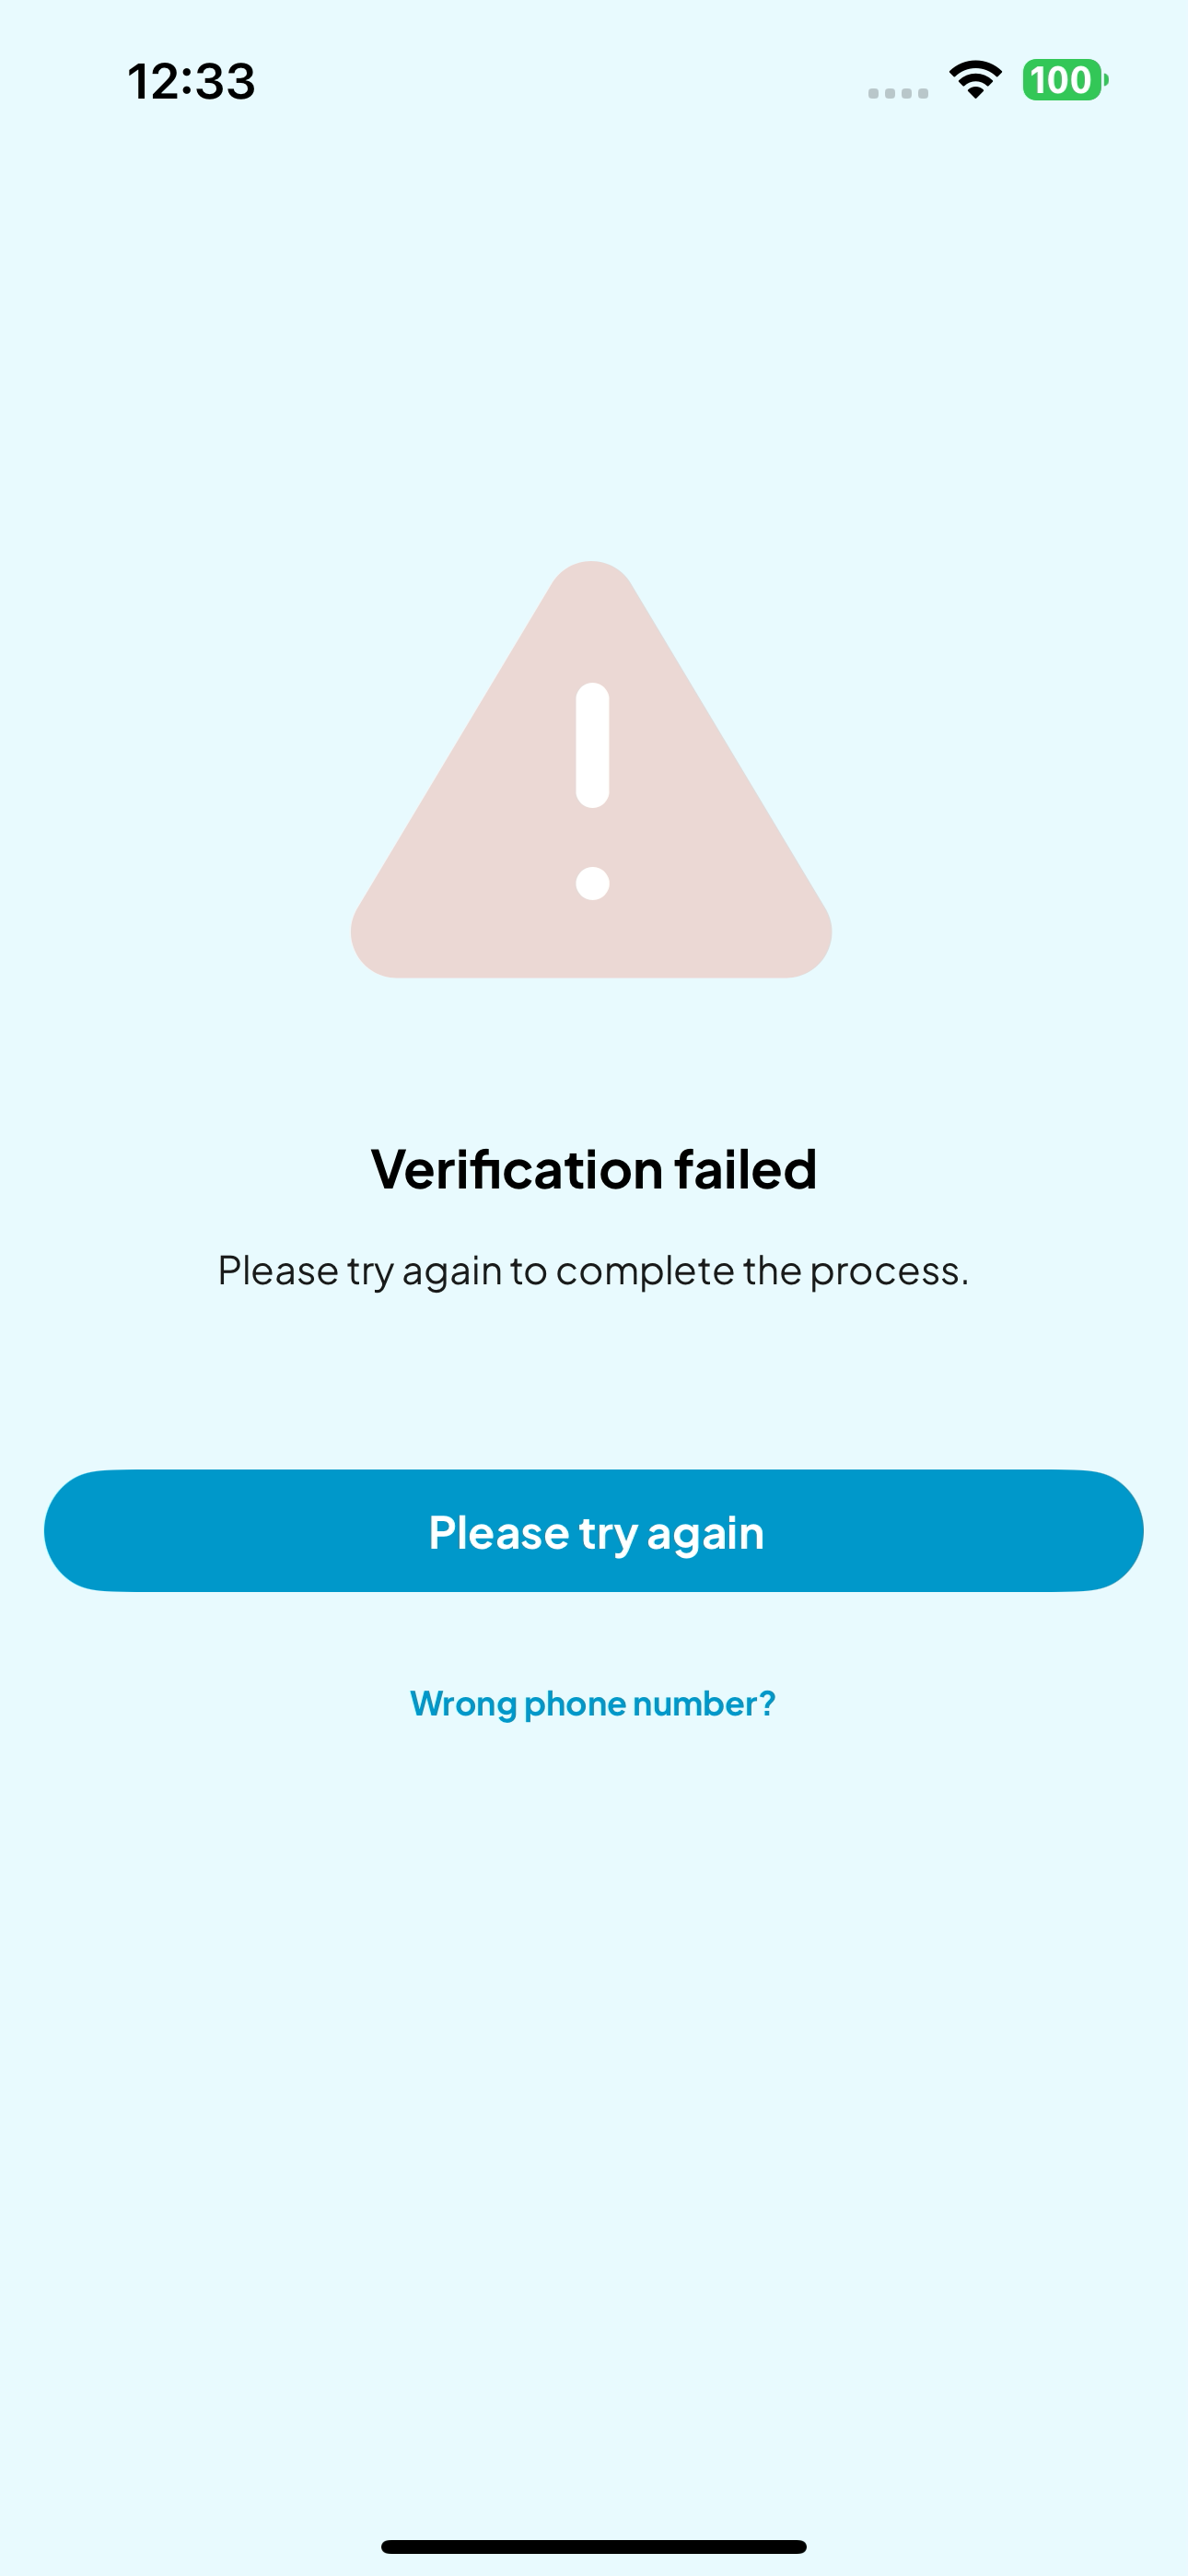 12:33
100
Verification failed
Please try again to complete the process.
Please try again
Wrong phone number?